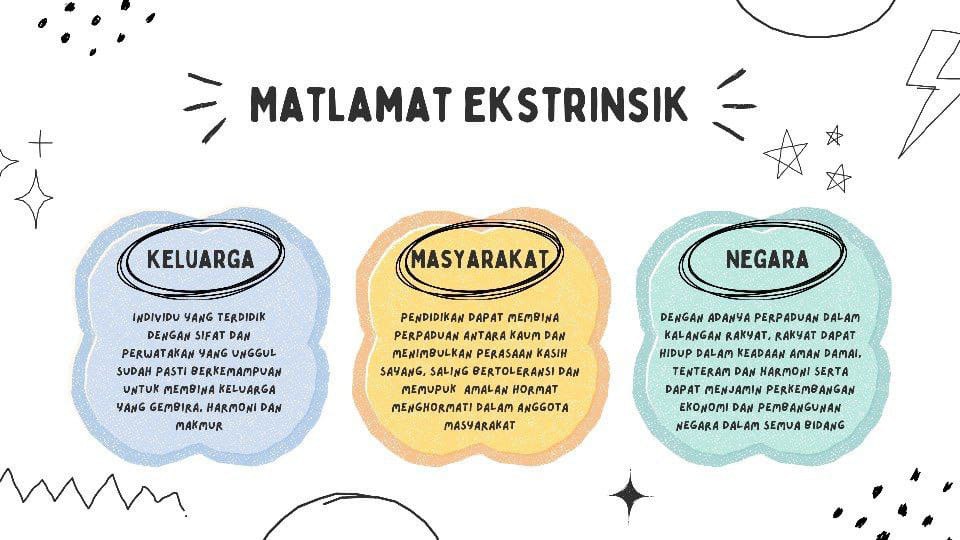 MATLAMAT EKSTRINSIK
KELUARGA
INDIVIDU YANG TERDIDIK
DENGAN SIFAT DAN
PERWATAKAN YANG UNGGUL
SUDAH PASTI BERKEMAMPUAN
UNTUK MEMBINA KELUARGA
YANG GEMBIRA, HARMONI DAN
MAKMUR
MASYARAKAT
PENDIDIKAN DAPAT MEMBINA
PERPADUAN ANTARA KAUM DAN
MENIMBULKAN PERASAAN KASIH
SAYANG, SALING BERTOLERANSI DAN
MEMUPUK AMALAN HORMAT
MENGHORMATI DALAM ANGGOTA
MASYARAKAT
NEGARA
DENGAN ADANYA PERPADUAN DALAM
KALANGAN RAKYAT, RAKYAT DAPAT
HIDUP DALAM KEADAAN AMAN DAMAI,
TENTERAM DAN HARMONI SERTA
DAPAT MENJAMIN PERKEMBANGAN
EKONOMI DAN PEMBANGUNAN
NEGARA DALAM SEMUA BIDANG